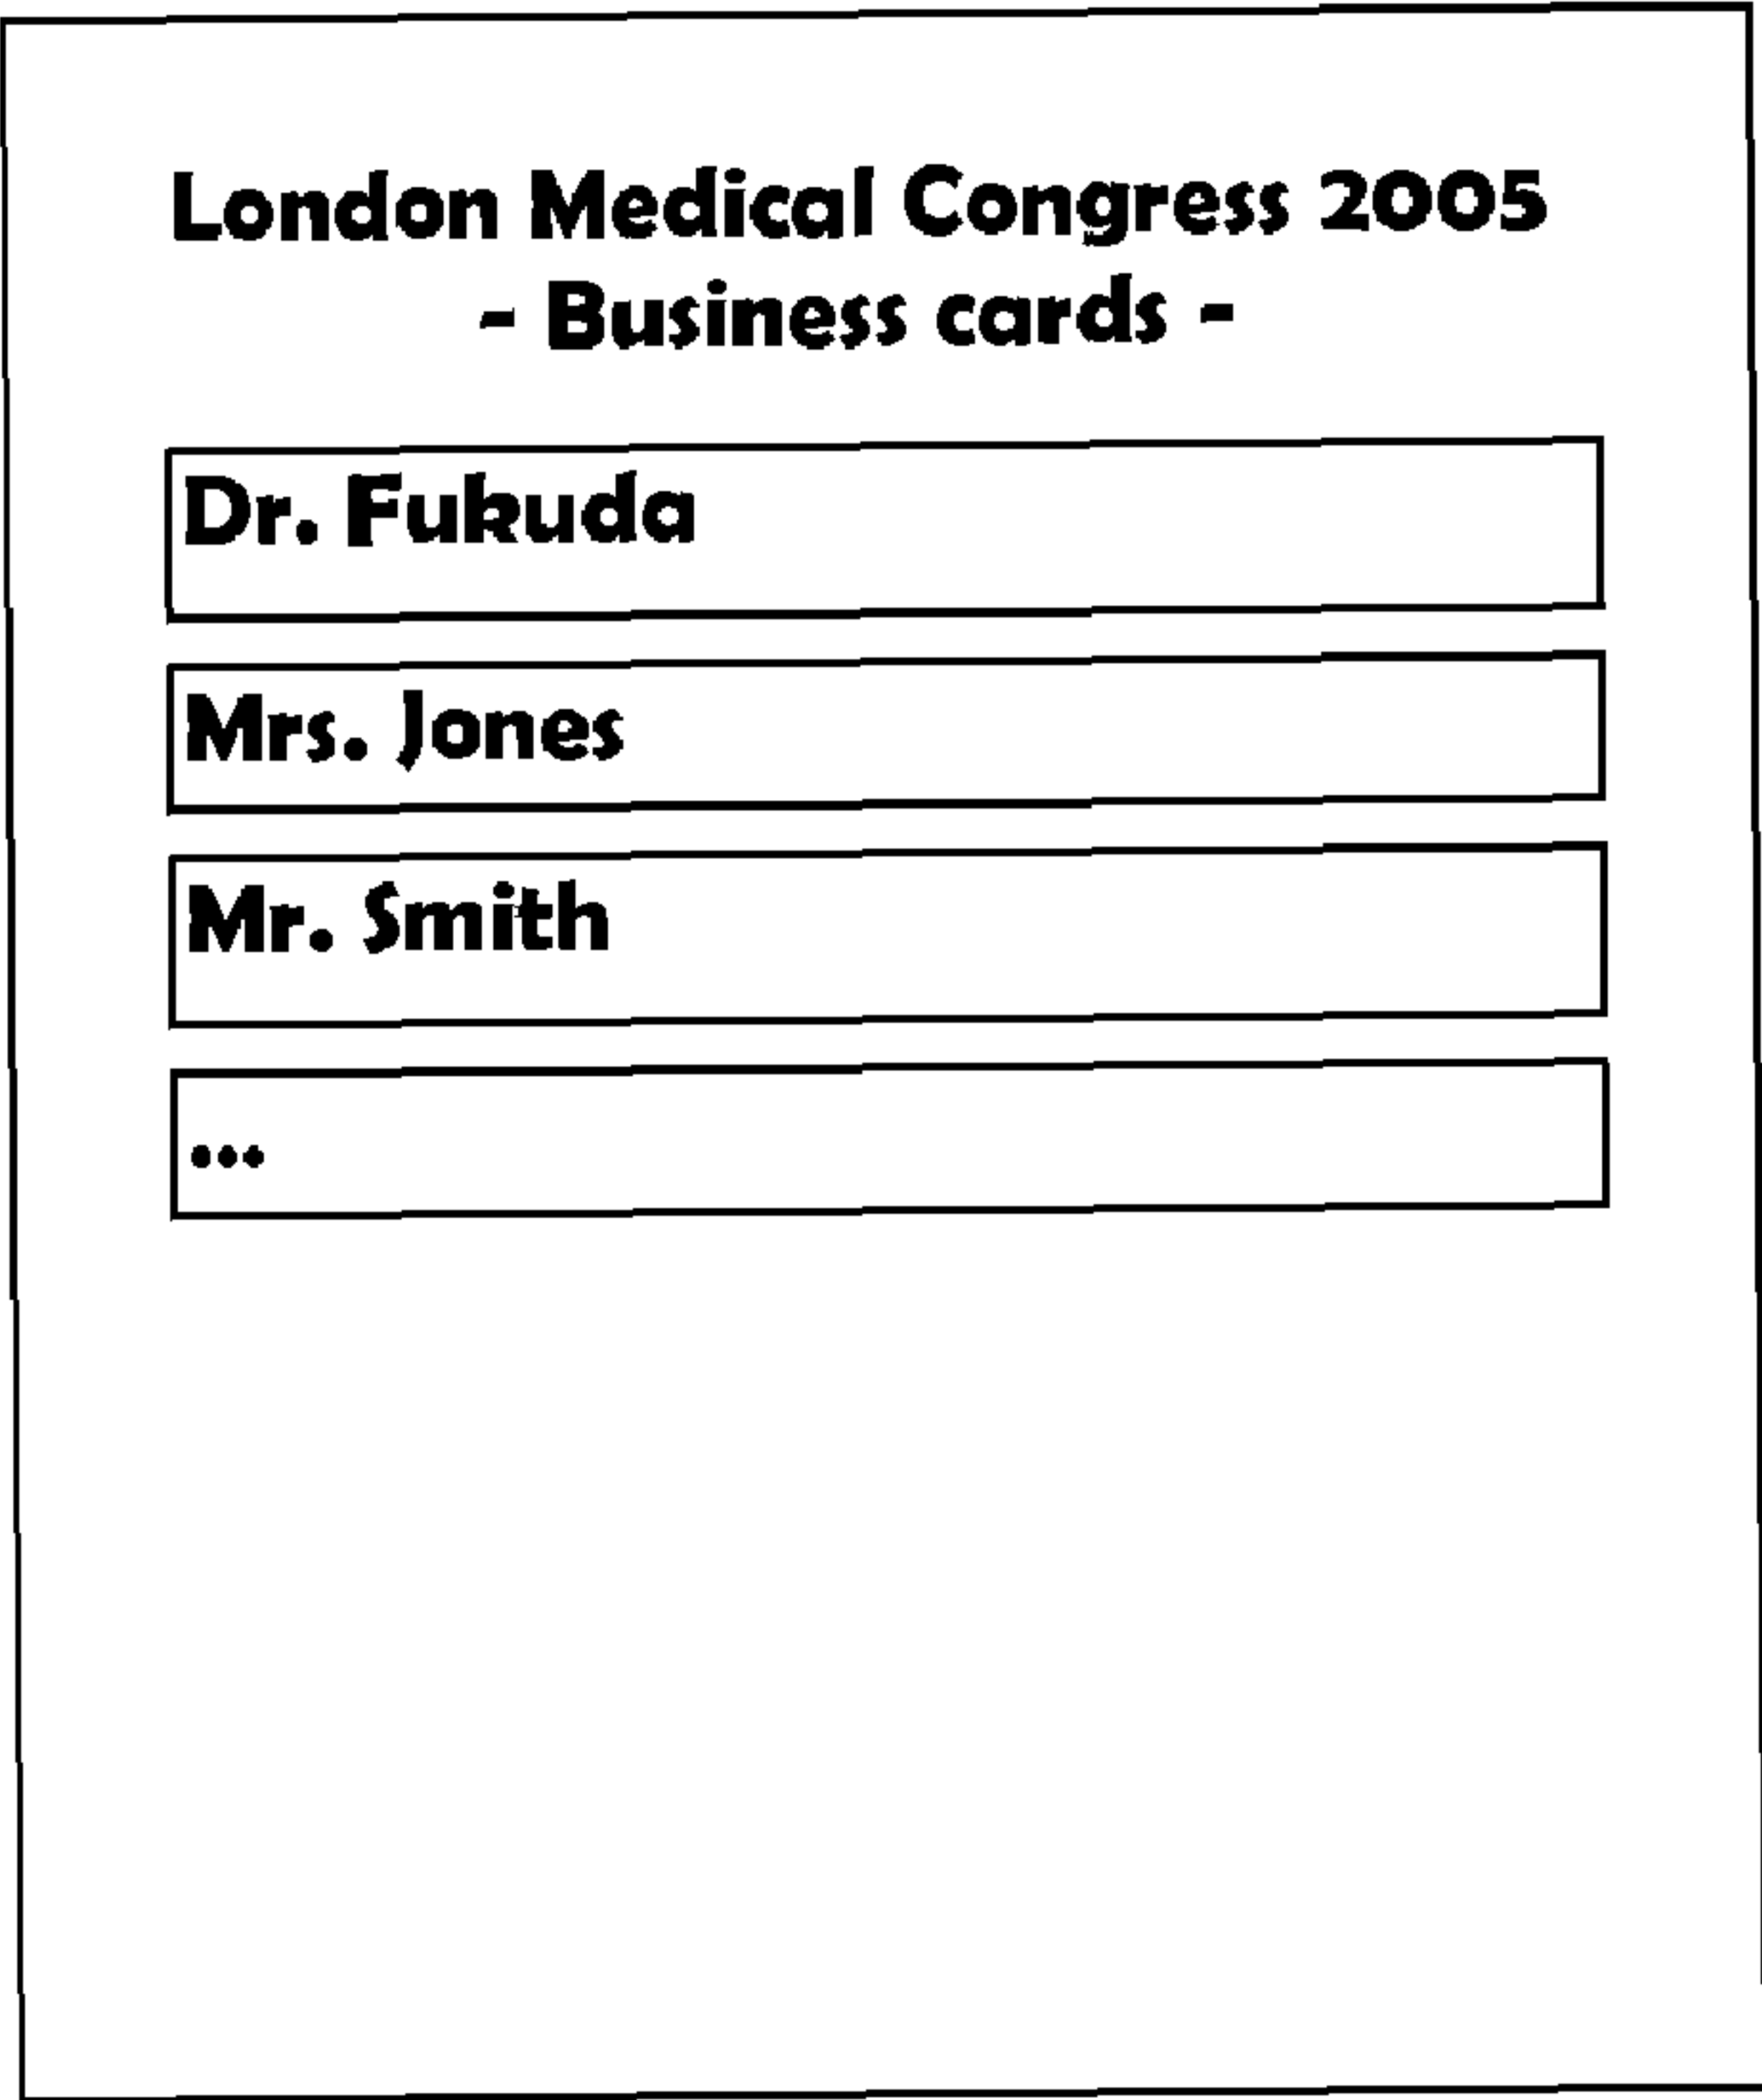 London Medical Congress 2005
- Business cards -
Dr. Fukuda
Mrs. Jones
Mr. Smith
...